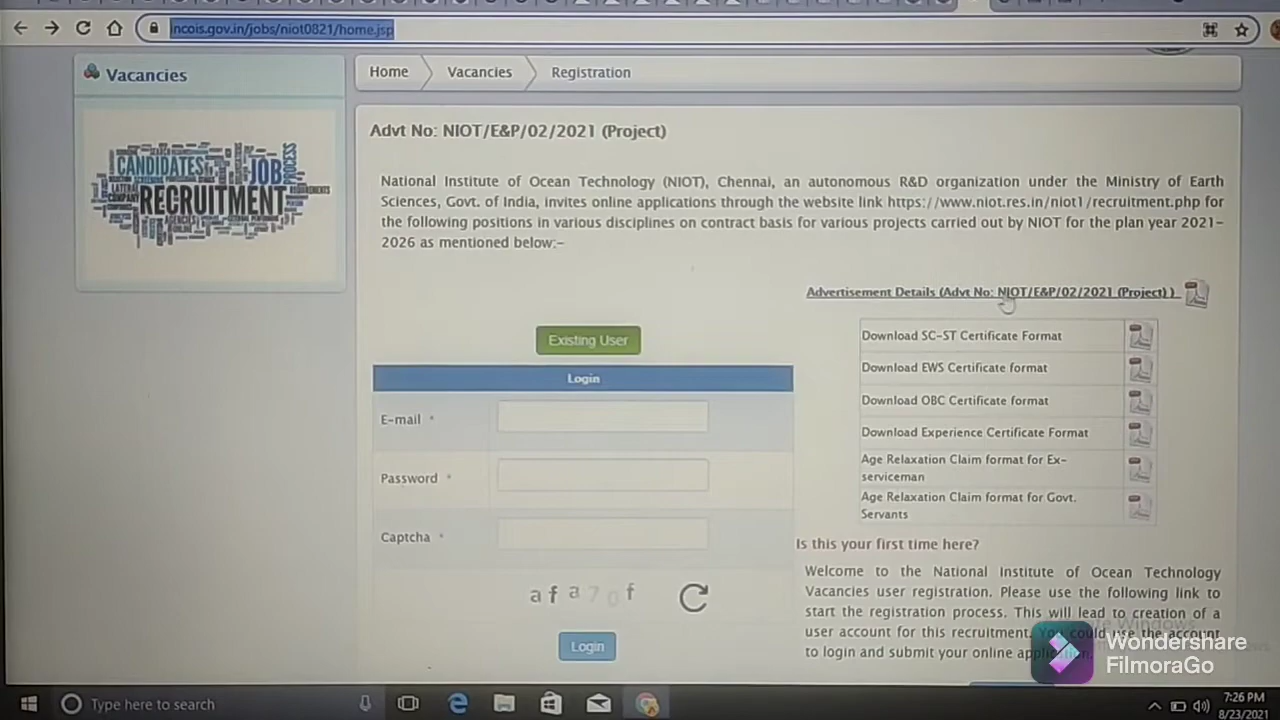 incois.gov.in/jobs/niot0821/home.jsp
Vacancies
Home
Vacancies
Registration
CANDIDATES
JOB
PROCESS
RECRUITMENT
Advt No: NIOT/E&P/02/2021 (Project)
National Institute of Ocean Technology (NIOT), Chennai, an autonomous R&D organization under the Ministry of Earth
Sciences, Govt. of India, invites online applications through the website link https://www.niot.res.in/niot1/recruitment.php for
the following positions in various disciplines on contract basis for various projects carried out by NIOT for the plan year 2021-
2026 as mentioned below:-
Advertisement Details (Advt No: NIOT/E&P/02/2021 (Project) )
Existing User
Login
E-mail *
Password *
Captcha *
a f a 7 0 f
Login
Download SC-ST Certificate Format
Download EWS Certificate format
Download OBC Certificate format
Download Experience Certificate Format
Age Relaxation Claim format for Ex-
serviceman
Age Relaxation Claim format for Govt.
Servants
Is this your first time here?
Welcome to the National Institute of Ocean Technology
Vacancies user registration. Please use the following link to
start the registration process. This will lead to creation of a
user account for this recruitment. You could use the account
to login and submit your online application.
Wondershare
FilmoraGo
Type here to search
7:26 PM
8/23/2021